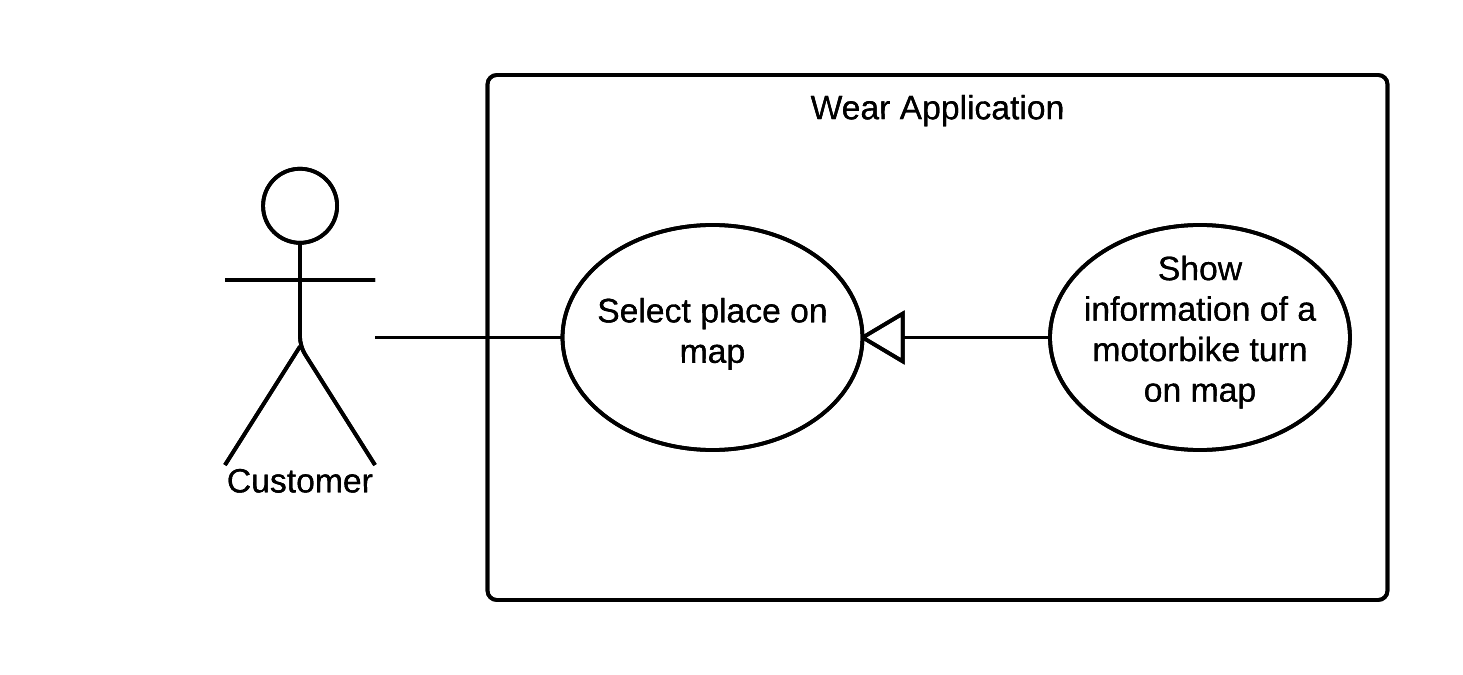 Wear Application
Customer
Select place on
map
Show
information of a
motorbike turn
on map